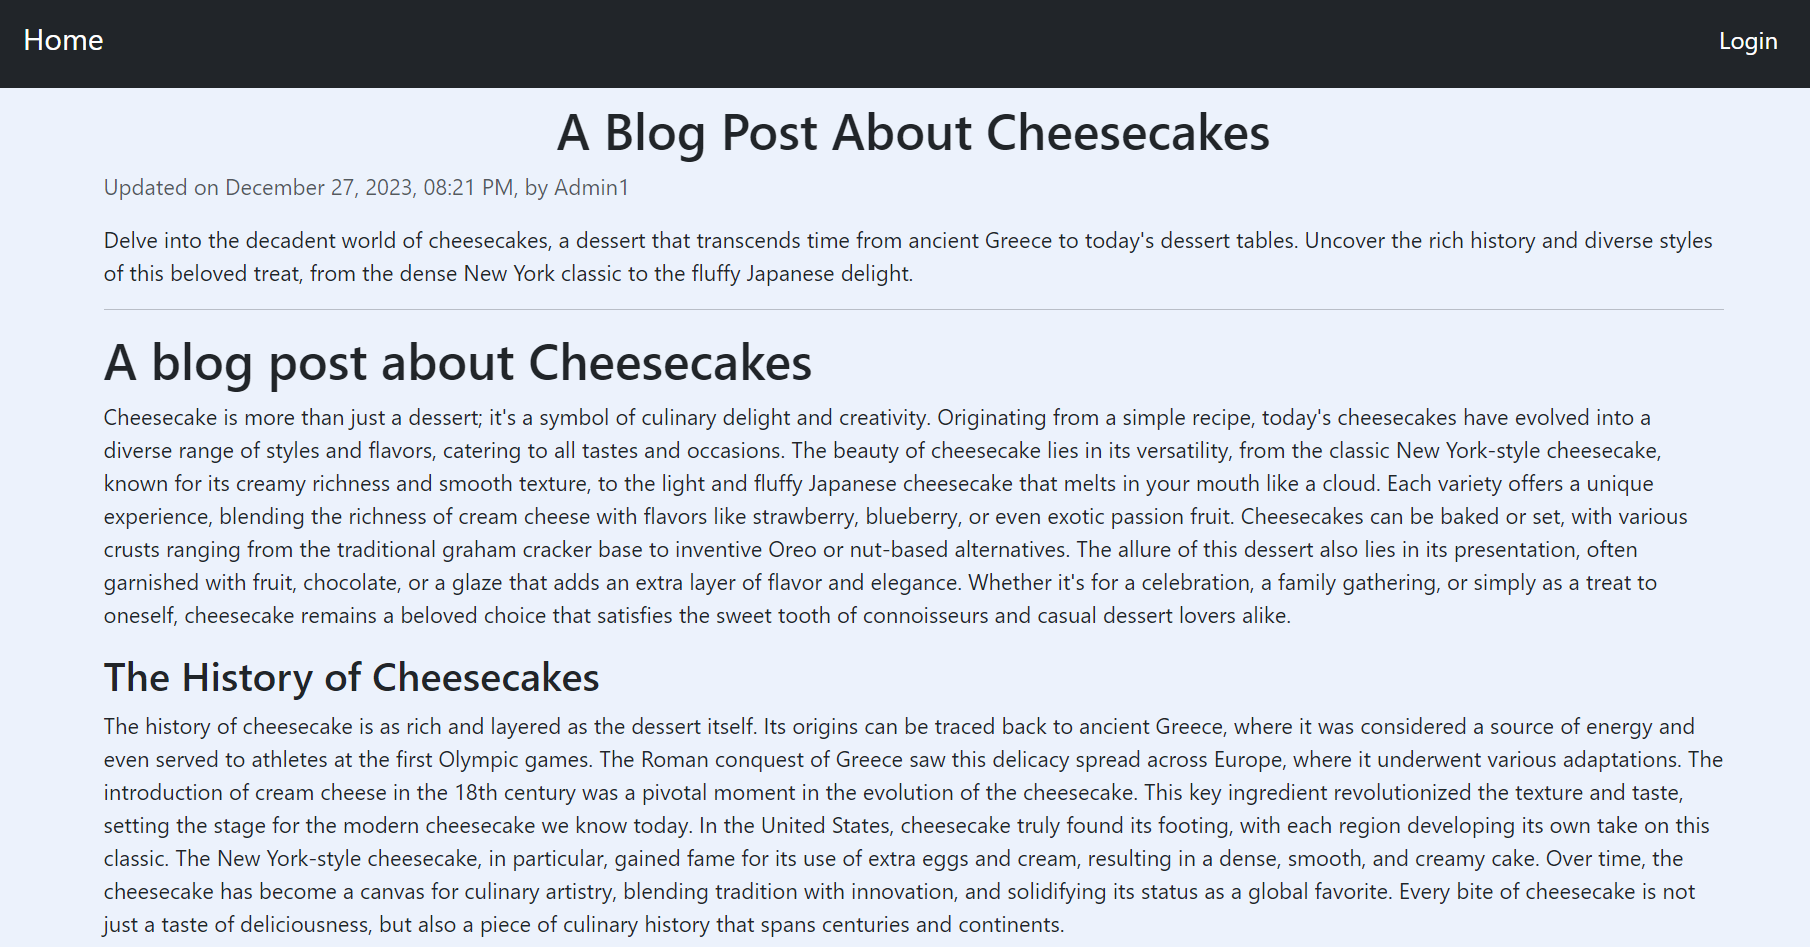 Home
Login
A Blog Post About Cheesecakes
Updated on December 27, 2023, 08:21 PM, by Admin1
Delve into the decadent world of cheesecakes, a dessert that transcends time from ancient Greece to today's dessert tables. Uncover the rich history and diverse styles
of this beloved treat, from the dense New York classic to the fluffy Japanese delight.
A blog post about Cheesecakes
Cheesecake is more than just a dessert; it's a symbol of culinary delight and creativity. Originating from a simple recipe, today's cheesecakes have evolved into a
diverse range of styles and flavors, catering to all tastes and occasions. The beauty of cheesecake lies in its versatility, from the classic New York-style cheesecake,
known for its creamy richness and smooth texture, to the light and fluffy Japanese cheesecake that melts in your mouth like a cloud. Each variety offers a unique
experience, blending the richness of cream cheese with flavors like strawberry, blueberry, or even exotic passion fruit. Cheesecakes can be baked or set, with various
crusts ranging from the traditional graham cracker base to inventive Oreo or nut-based alternatives. The allure of this dessert also lies in its presentation, often
garnished with fruit, chocolate, or a glaze that adds an extra layer of flavor and elegance. Whether it's for a celebration, a family gathering, or simply as a treat to
oneself, cheesecake remains a beloved choice that satisfies the sweet tooth of connoisseurs and casual dessert lovers alike.
The History of Cheesecakes
The history of cheesecake is as rich and layered as the dessert itself. Its origins can be traced back to ancient Greece, where it was considered a source of energy and
even served to athletes at the first Olympic games. The Roman conquest of Greece saw this delicacy spread across Europe, where it underwent various adaptations. The
introduction of cream cheese in the 18th century was a pivotal moment in the evolution of the cheesecake. This key ingredient revolutionized the texture and taste,
setting the stage for the modern cheesecake we know today. In the United States, cheesecake truly found its footing, with each region developing its own take on this
classic. The New York-style cheesecake, in particular, gained fame for its use of extra eggs and cream, resulting in a dense, smooth, and creamy cake. Over time, the
cheesecake has become a canvas for culinary artistry, blending tradition with innovation, and solidifying its status as a global favorite. Every bite of cheesecake is not
just a taste of deliciousness, but also a piece of culinary history that spans centuries and continents.